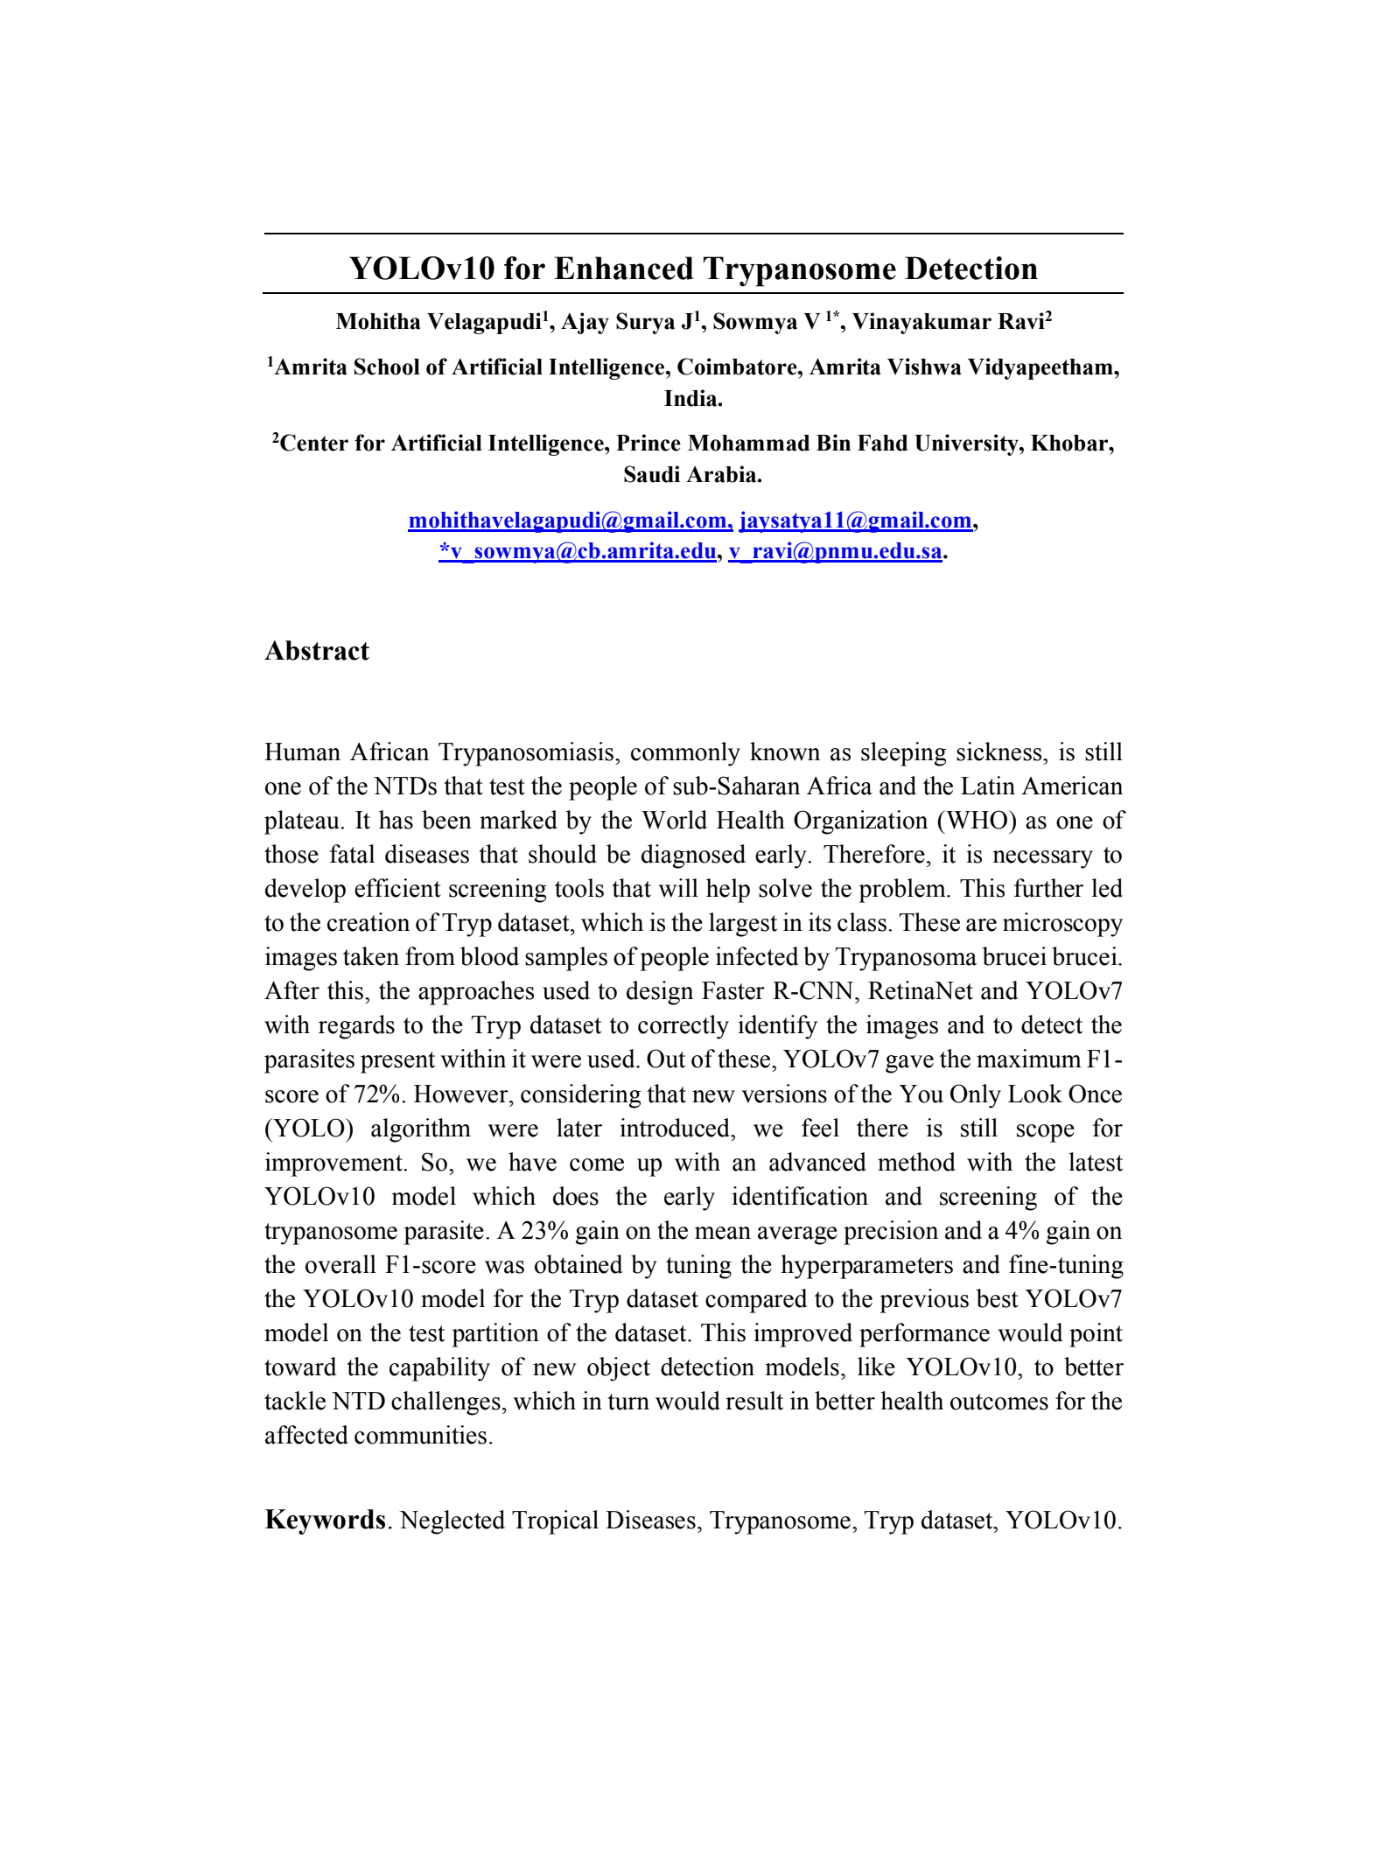 YOLOv10 for Enhanced Trypanosome Detection
Mohitha Velagapudi1, Ajay Surya J1, Sowmya V 1*, Vinayakumar Ravi2
1Amrita School of Artificial Intelligence, Coimbatore, Amrita Vishwa Vidyapeetham,
India.
2Center for Artificial Intelligence, Prince Mohammad Bin Fahd University, Khobar,
Saudi Arabia.
mohithavelagapudi@gmail.com, jaysatya11@gmail.com,
*v_sowmya@cb.amrita.edu, v_ravi@pnmu.edu.sa.
Abstract
Human African Trypanosomiasis, commonly known as sleeping sickness, is still
one of the NTDs that test the people of sub-Saharan Africa and the Latin American
plateau. It has been marked by the World Health Organization (WHO) as one of
those fatal diseases that should be diagnosed early. Therefore, it is necessary to
develop efficient screening tools that will help solve the problem. This further led
to the creation of Tryp dataset, which is the largest in its class. These are microscopy
images taken from blood samples of people infected by Trypanosoma brucei brucei.
After this, the approaches used to design Faster R-CNN, RetinaNet and YOLOv7
with regards to the Tryp dataset to correctly identify the images and to detect the
parasites present within it were used. Out of these, YOLOv7 gave the maximum F1-
score of 72%. However, considering that new versions of the You Only Look Once
(YOLO) algorithm were later introduced, we feel there is still scope for
improvement. So, we have come up with an advanced method with the latest
YOLOv10 model which does the early identification and screening of the
trypanosome parasite. A 23% gain on the mean average precision and a 4% gain on
the overall F1-score was obtained by tuning the hyperparameters and fine-tuning
the YOLOv10 model for the Tryp dataset compared to the previous best YOLOv7
model on the test partition of the dataset. This improved performance would point
toward the capability of new object detection models, like YOLOv10, to better
tackle NTD challenges, which in turn would result in better health outcomes for the
affected communities.
Keywords. Neglected Tropical Diseases, Trypanosome, Tryp dataset, YOLOv10.